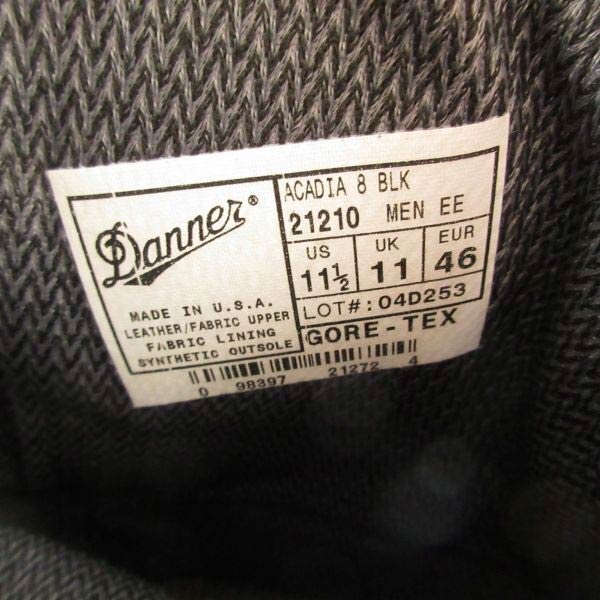 Danner®
MADE IN U.S.A.
LEATHER/FABRIC UPPER
FABRIC LINING
SYNTHETIC OUTSOLE
ACADIA 8 BLK
21210 MEN EE
US UK EUR
11½ 11 46
LOT#:04D253
GORE-TEX
0 98397 21272 4